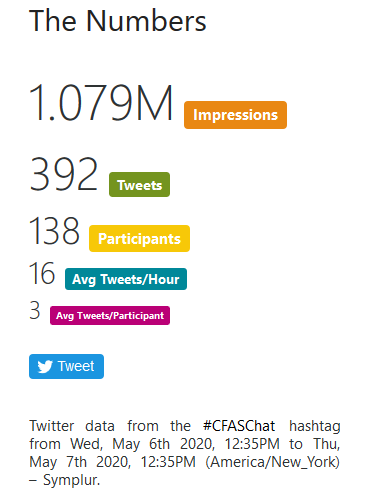 The Numbers
1.079M Impressions
392 Tweets
138 Participants
16 Avg Tweets/Hour
3 Avg Tweets/Participant
Tweet
Twitter data from the #CFASChat hashtag
from Wed, May 6th 2020, 12:35PM to Thu,
May 7th 2020, 12:35PM (America/New_York)
– Symplur.